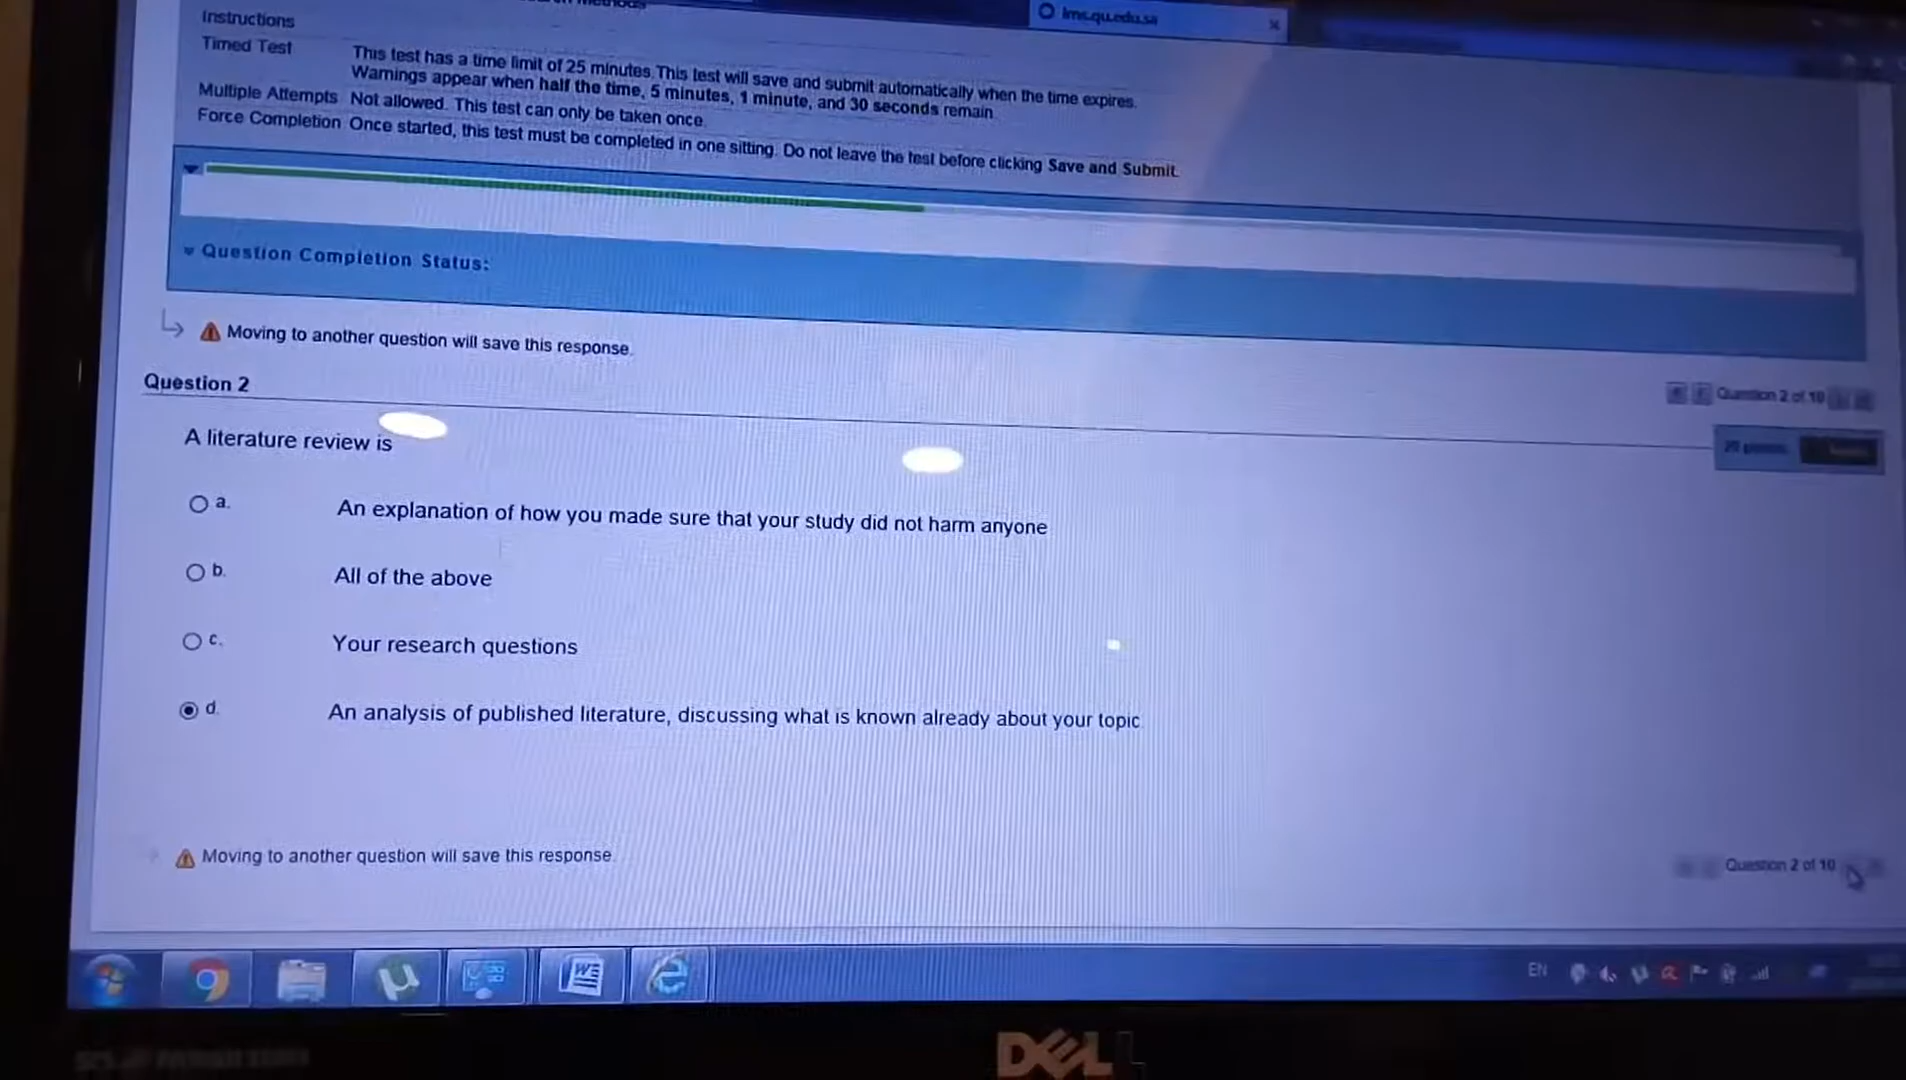 lms.qu.edu.sa
Instructions
Timed Test This test has a time limit of 25 minutes.This test will save and submit automatically when the time expires.
Warnings appear when half the time, 5 minutes, 1 minute, and 30 seconds remain.
Multiple Attempts Not allowed. This test can only be taken once.
Force Completion Once started, this test must be completed in one sitting. Do not leave the test before clicking Save and Submit.
Question Completion Status:
Moving to another question will save this response.
Question 2 of 10
Question 2
20 points
A literature review is
a. An explanation of how you made sure that your study did not harm anyone
b. All of the above
c. Your research questions
d. An analysis of published literature, discussing what is known already about your topic
Moving to another question will save this response.
Question 2 of 10
EN
DELL